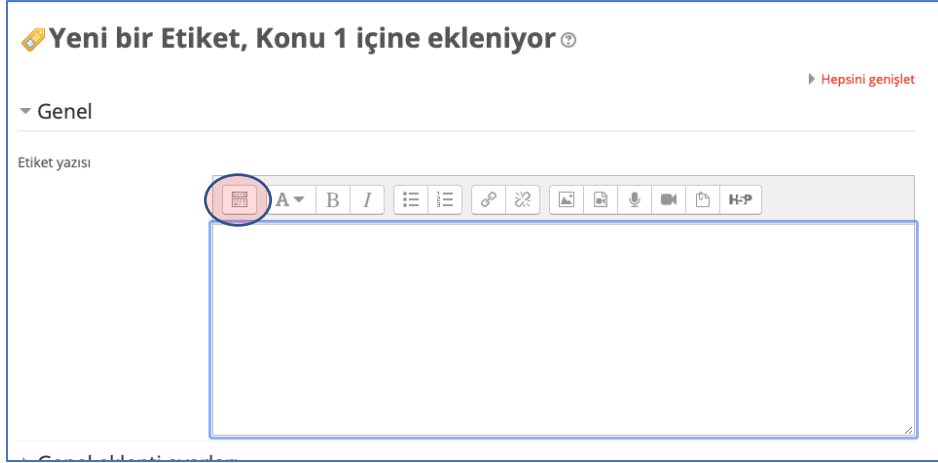 Yeni bir Etiket, Konu 1 içine ekleniyor
Hepsini genişlet
Genel
Etiket yazısı
A B I H-P